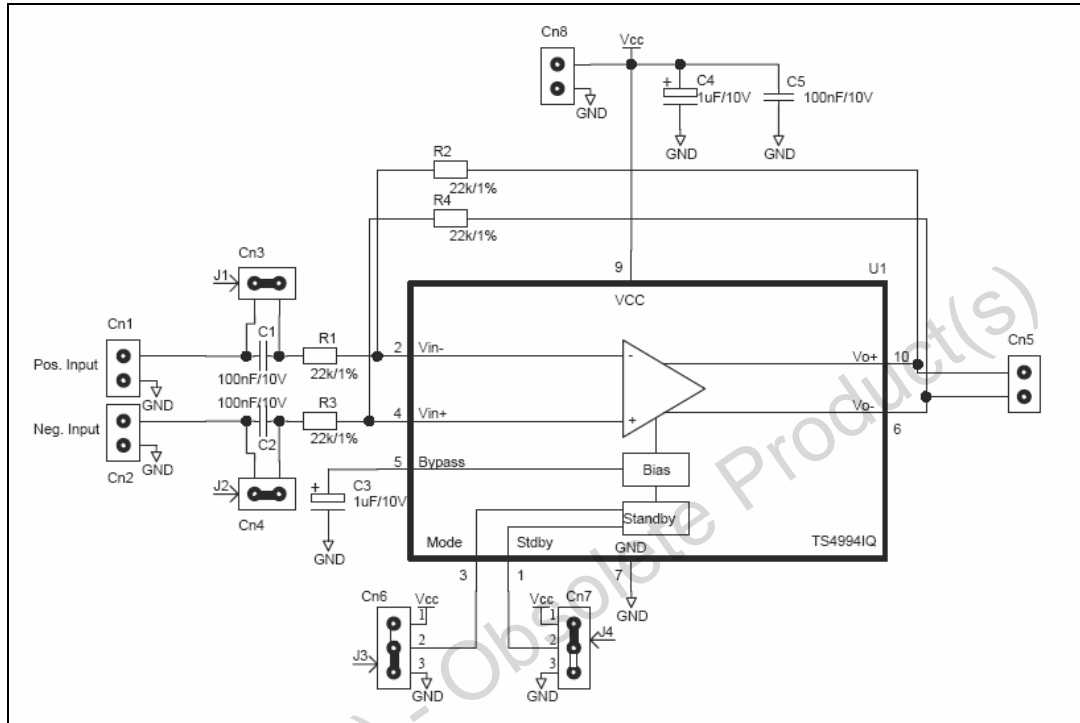 Cn8
Vcc
+
C4
1uF/10V
C5
100nF/10V
GND
GND
GND
R2
22k/1%
R4
22k/1%
Cn3
J1
9
U1
VCC
Cn1
C1
R1
2
Vin-
-
Vo+
10
Cn5
Pos. Input
100nF/10V
22k/1%
GND
100nF/10V
R3
4
Vin+
+
Vo-
6
Neg. Input
C2
22k/1%
GND
Cn2
5
Bypass
Bias
J2
+
C3
1uF/10V
Cn4
Standby
GND
Mode
Stdby
GND
TS4994IQ
3
1
7
Cn6
Vcc
1
2
3
J3
GND
Vcc
Cn7
1
2
3
J4
GND
GND
) - Obsolete Product(s)